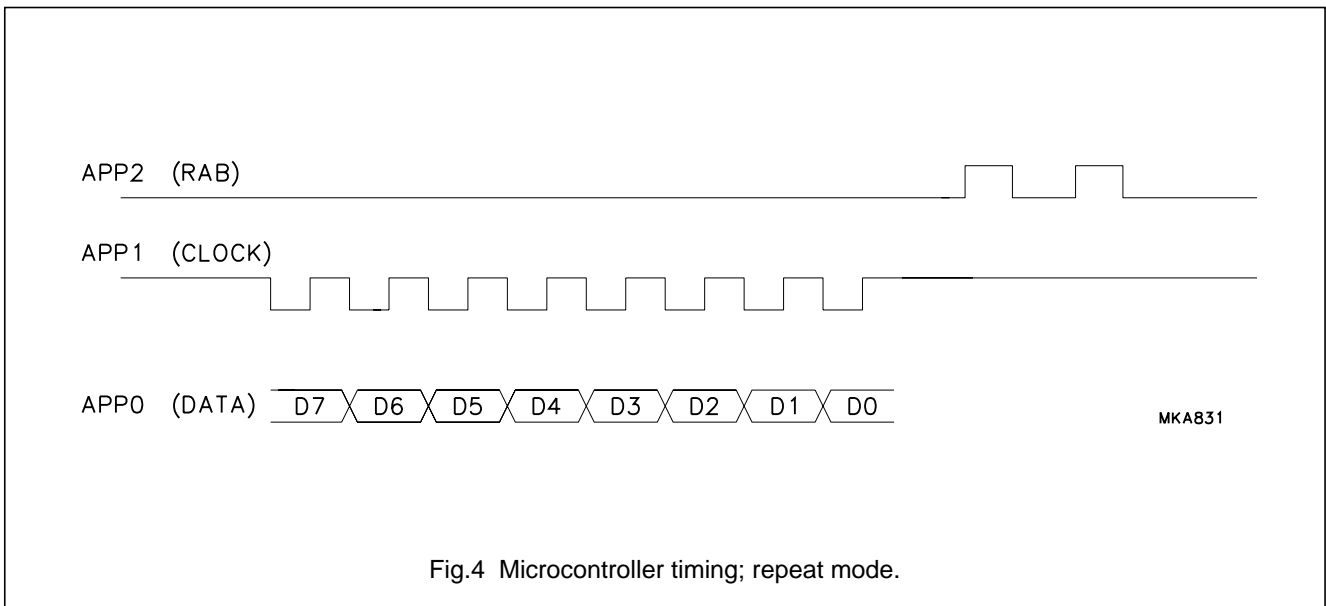 APP2 (RAB)
APP1 (CLOCK)
APP0 (DATA) D7 D6 D5 D4 D3 D2 D1 D0
MKA831
Fig.4 Microcontroller timing; repeat mode.